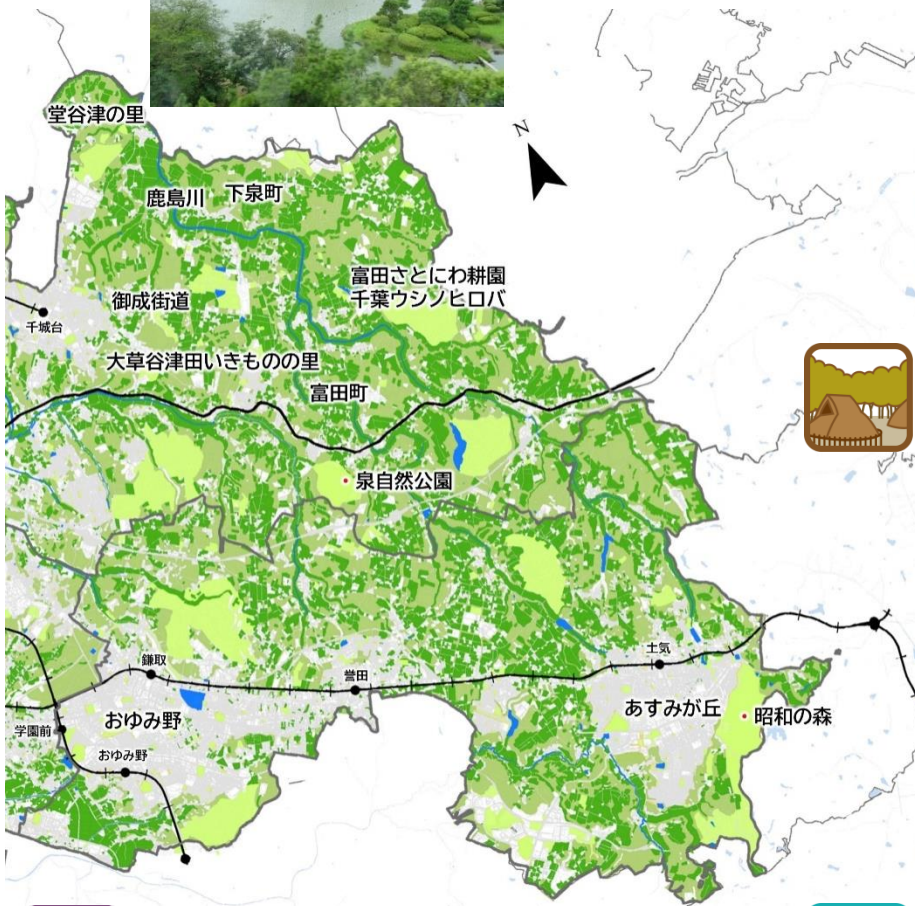 堂谷津の里
N
鹿島川
下泉町
富田さとにわ耕園
千葉ウシノヒロバ
御成街道
千城台
大草谷津田いきものの里
富田町
泉自然公園
鎌取
誉田
土気
おゆみ野
あすみが丘
昭和の森
学園前
おゆみ野